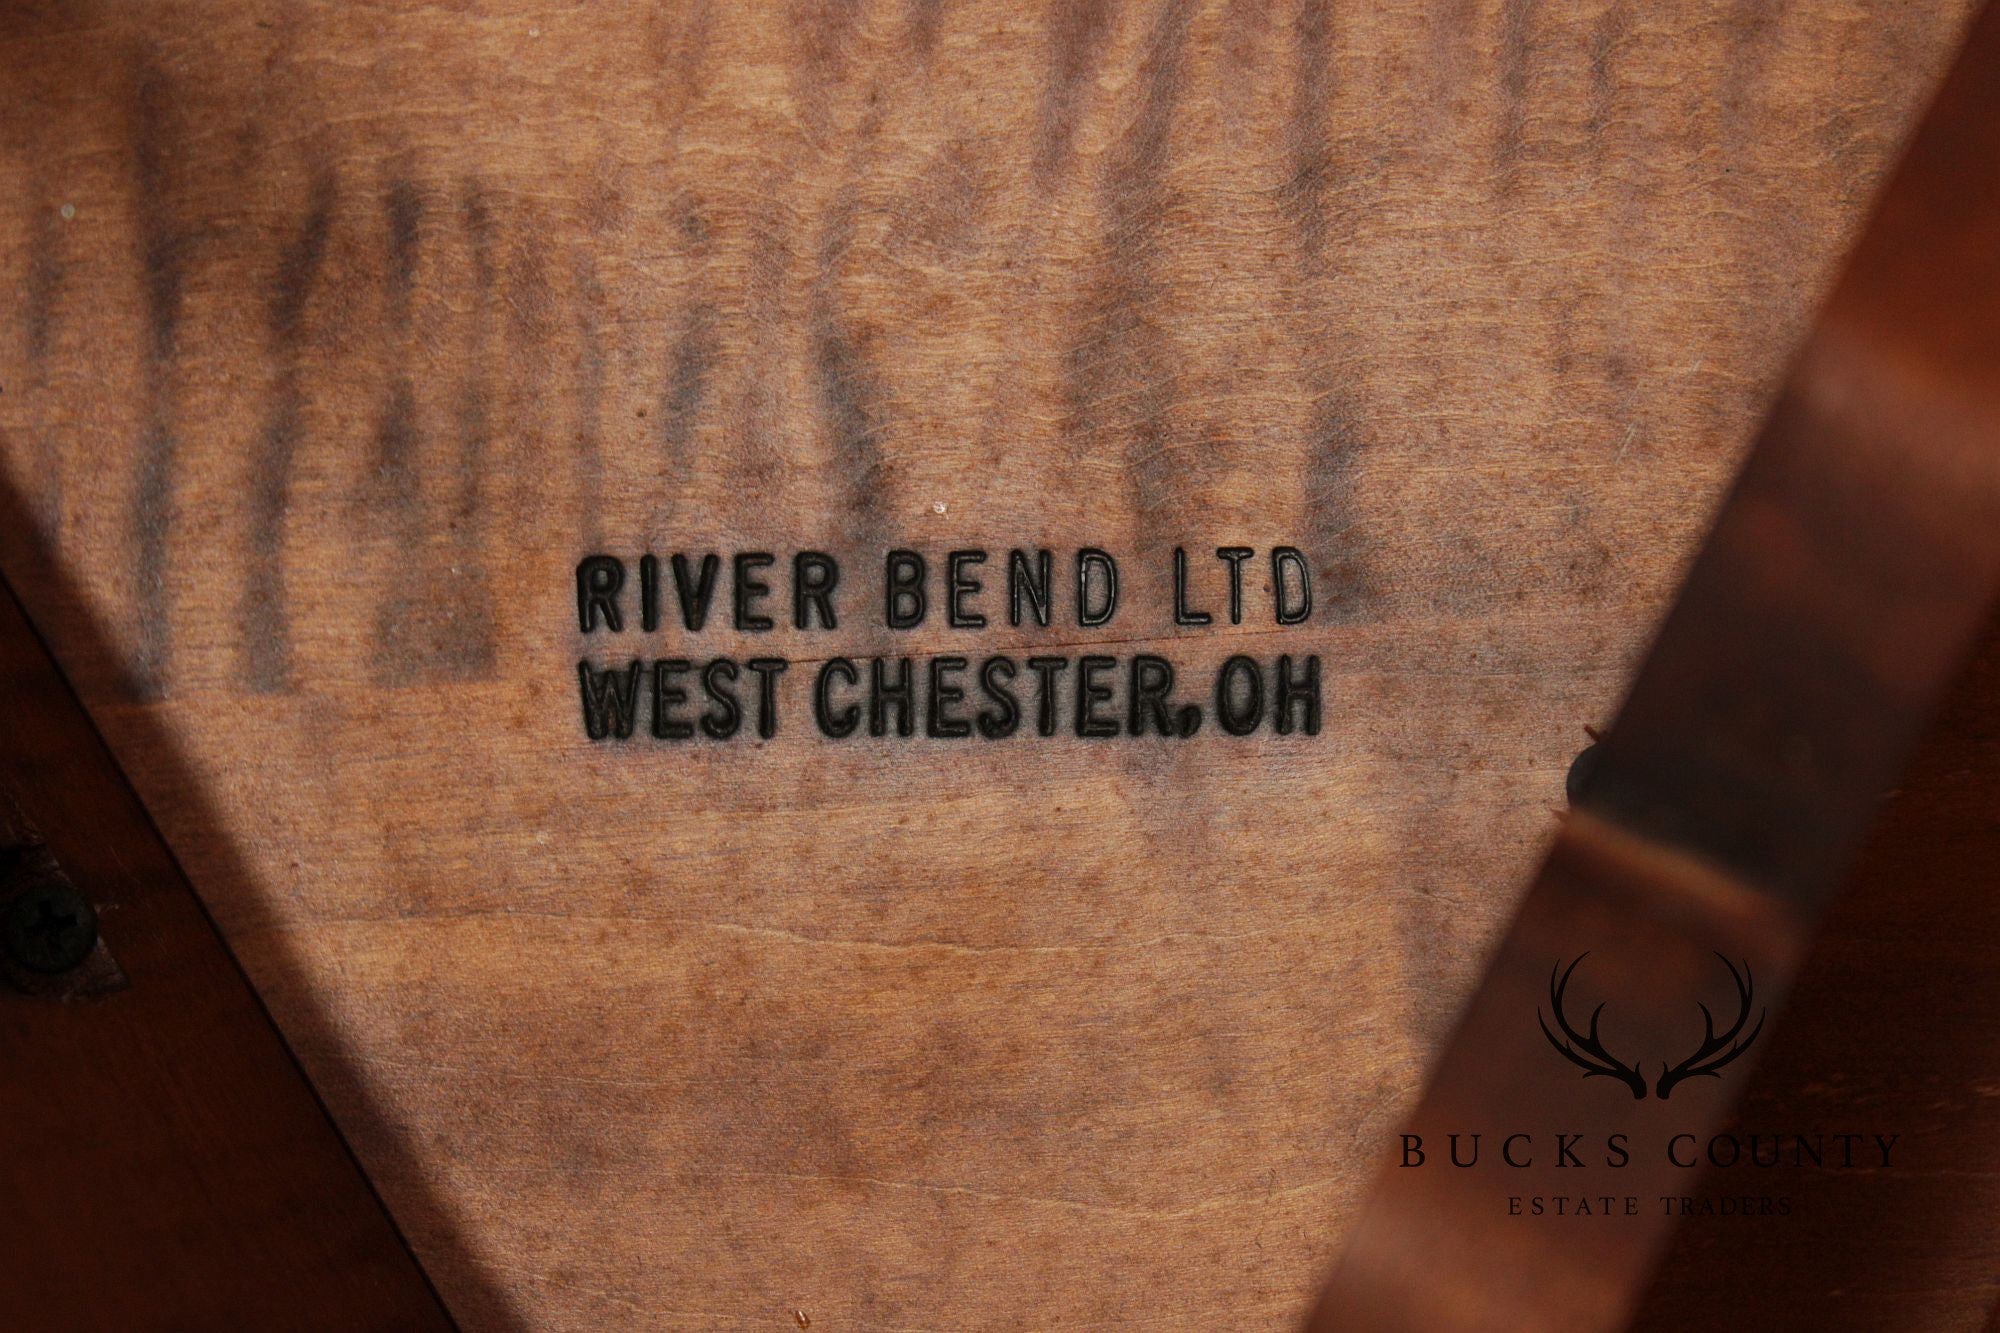 RIVER BEND LTD
WEST CHESTER, OH
BUCKS COUNTY
ESTATE TRADERS